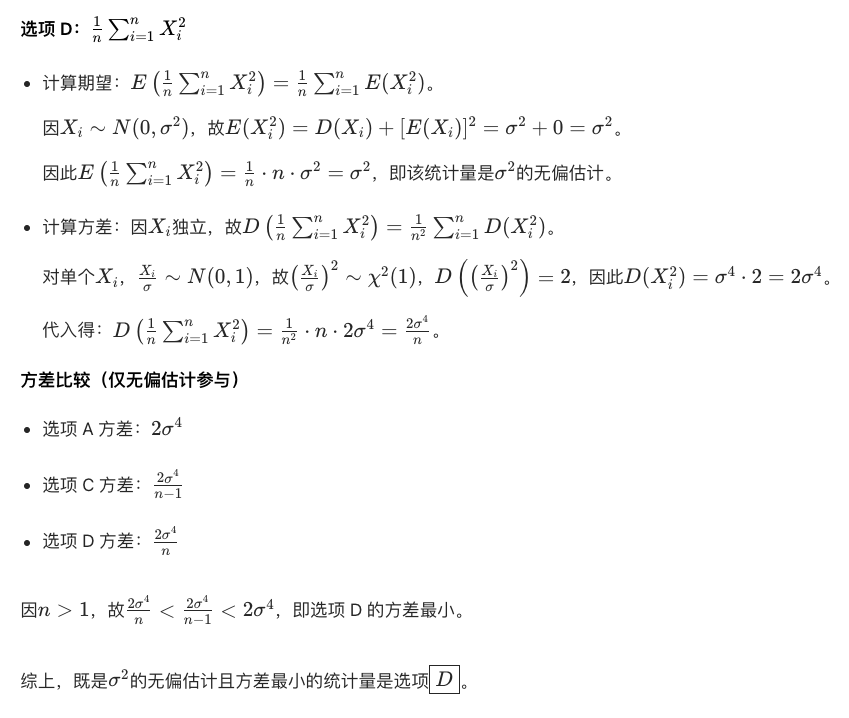 选项 D：$\frac{1}{n}\sum_{i=1}^{n} X_i^2$
• 计算期望：$E\left(\frac{1}{n}\sum_{i=1}^{n} X_i^2\right) = \frac{1}{n}\sum_{i=1}^{n} E(X_i^2)$。
因$X_i \sim N(0, \sigma^2)$，故$E(X_i^2) = D(X_i) + [E(X_i)]^2 = \sigma^2 + 0 = \sigma^2$。
因此$E\left(\frac{1}{n}\sum_{i=1}^{n} X_i^2\right) = \frac{1}{n} \cdot n \cdot \sigma^2 = \sigma^2$，即该统计量是$\sigma^2$的无偏估计。
• 计算方差：因$X_i$独立，故$D\left(\frac{1}{n}\sum_{i=1}^{n} X_i^2\right) = \frac{1}{n^2}\sum_{i=1}^{n} D(X_i^2)$。
对单个$X_i$，$\frac{X_i}{\sigma} \sim N(0, 1)$，故$\left(\frac{X_i}{\sigma}\right)^2 \sim \chi^2(1)$，$D\left(\left(\frac{X_i}{\sigma}\right)^2\right) = 2$，因此$D(X_i^2) = \sigma^4 \cdot 2 = 2\sigma^4$。
代入得：$D\left(\frac{1}{n}\sum_{i=1}^{n} X_i^2\right) = \frac{1}{n^2} \cdot n \cdot 2\sigma^4 = \frac{2\sigma^4}{n}$。
方差比较（仅无偏估计参与）
• 选项 A 方差：$2\sigma^4$
• 选项 C 方差：$\frac{2\sigma^4}{n-1}$
• 选项 D 方差：$\frac{2\sigma^4}{n}$
因$n > 1$，故$\frac{2\sigma^4}{n} < \frac{2\sigma^4}{n-1} < 2\sigma^4$，即选项 D 的方差最小。
综上，既是$\sigma^2$的无偏估计且方差最小的统计量是选项$\boxed{D}$。